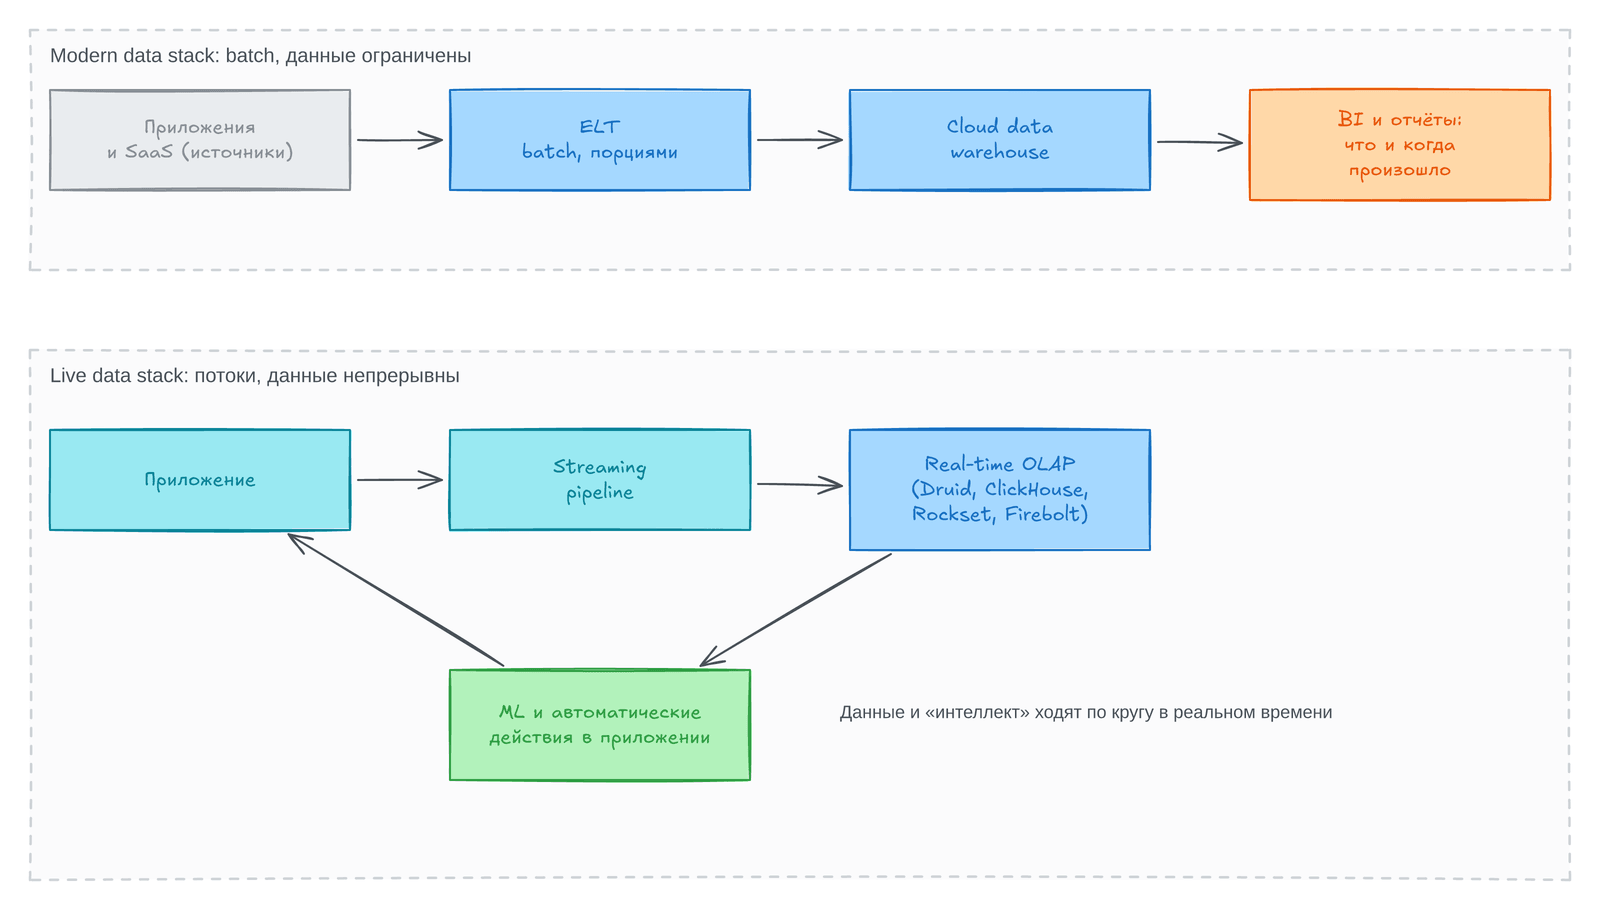 Modern data stack: batch, данные ограничены
Приложения
и SaaS (источники)
ELT
batch, порциями
Cloud data
warehouse
BI и отчёты:
что и когда
произошло
Live data stack: потоки, данные непрерывны
Приложение
Streaming
pipeline
Real-time OLAP
(Druid, ClickHouse,
Rockset, Firebolt)
ML и автоматические
действия в приложении
Данные и «интеллект» ходят по кругу в реальном времени